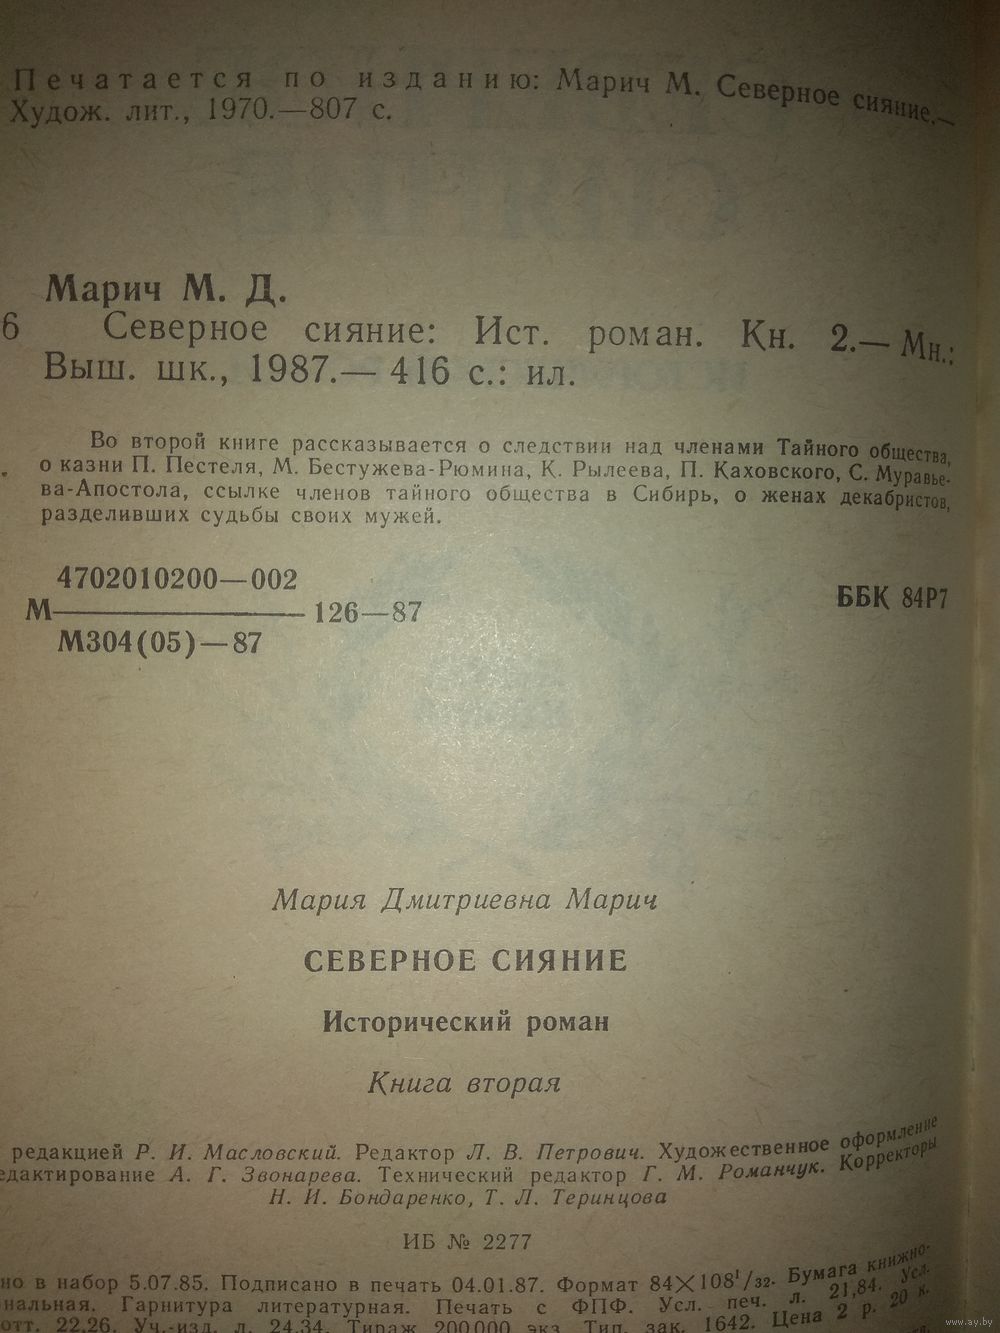 Печатается по изданию: Марич М. Северное сияние.—
Худож. лит., 1970.—807 с.
Марич М. Д.
6 Северное сияние: Ист. роман. Кн. 2.— Мн.:
Выш. шк., 1987.— 416 с.: ил.
Во второй книге рассказывается о следствии над членами Тайного общества,
о казни П. Пестеля, М. Бестужева-Рюмина, К. Рылеева, П. Каховского, С. Муравье-
ва-Апостола, ссылке членов тайного общества в Сибирь, о женах декабристов,
разделивших судьбы своих мужей.
4702010200—002
М 126—87
М304(05)—87
ББК 84Р7
Мария Дмитриевна Марич
СЕВЕРНОЕ СИЯНИЕ
Исторический роман
Книга вторая
редакцией Р. И. Масловский. Редактор Л. В. Петрович. Художественное оформление
едактирование А. Г. Звонарева. Технический редактор Г. М. Романчук. Корректоры
Н. И. Бондаренко, Т. Л. Теринцова
ИБ № 2277
но в набор 5.07.85. Подписано в печать 04.01.87. Формат 84×108¹/₃₂. Бумага книжно-
нальная. Гарнитура литературная. Печать с ФПФ. Усл. печ. л. 21,84. Усл.
отт. 22,26. Уч.-изд. л. 24,34. Тираж 200 000 экз. Тип. зак. 1642. Цена 2 р. 20 к.
www.ay.by